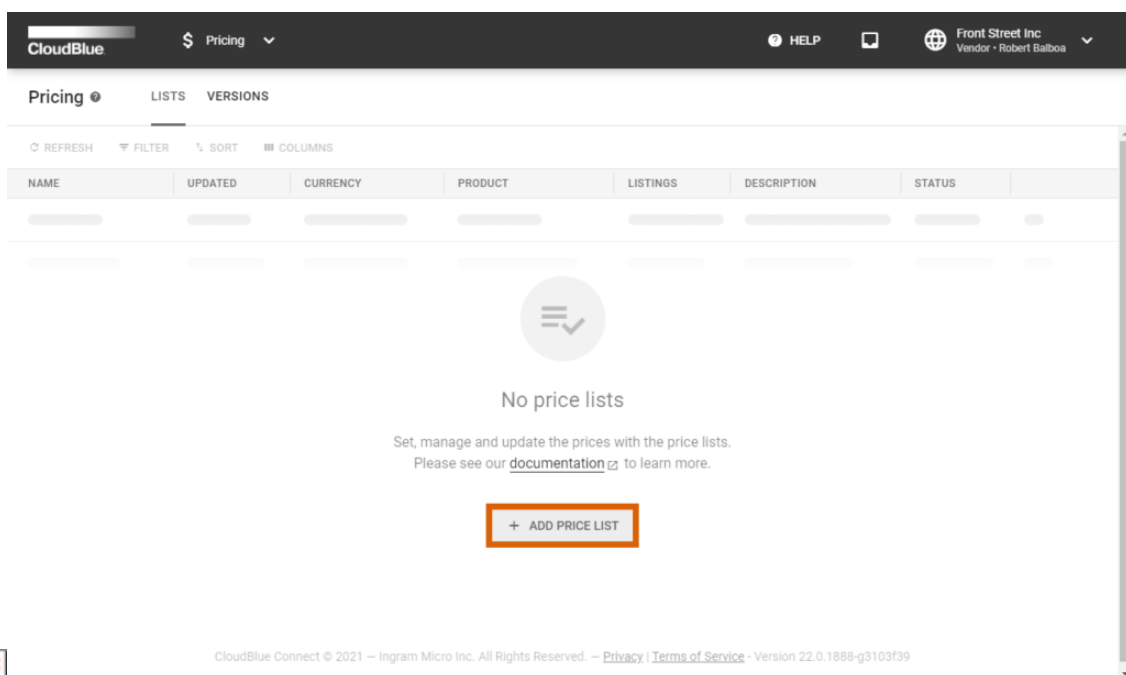 CloudBlue
$ Pricing
HELP
Front Street Inc
Vendor • Robert Balboa
Pricing
LISTS VERSIONS
REFRESH FILTER SORT COLUMNS
NAME UPDATED CURRENCY PRODUCT LISTINGS DESCRIPTION STATUS
No price lists
Set, manage and update the prices with the price lists.
Please see our documentation to learn more.
+ ADD PRICE LIST
CloudBlue Connect © 2021 — Ingram Micro Inc. All Rights Reserved. — Privacy | Terms of Service - Version 22.0.1888-g3103f39